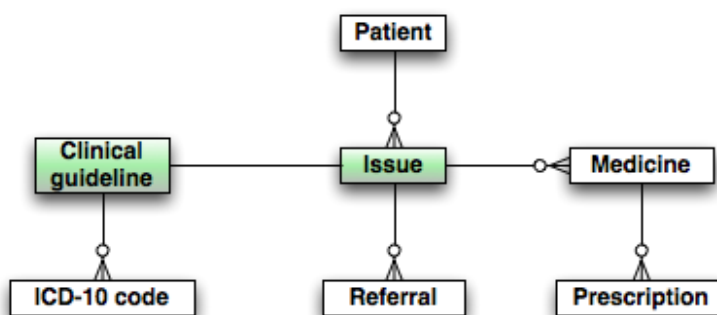 Patient
Clinical
guideline
Issue
Medicine
ICD-10 code
Referral
Prescription